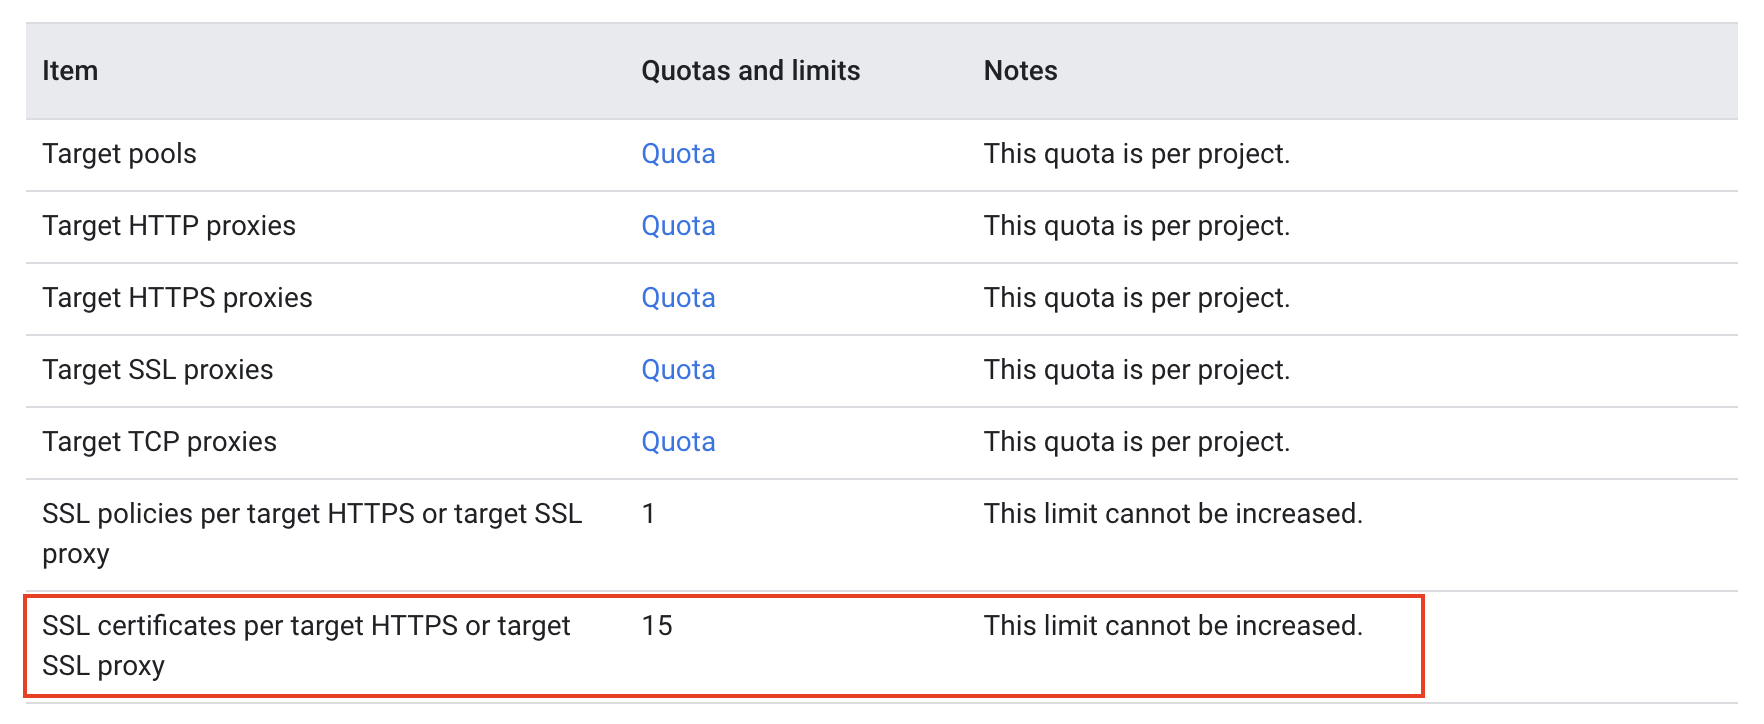 Item Quotas and limits Notes
Target pools Quota This quota is per project.
Target HTTP proxies Quota This quota is per project.
Target HTTPS proxies Quota This quota is per project.
Target SSL proxies Quota This quota is per project.
Target TCP proxies Quota This quota is per project.
SSL policies per target HTTPS or target SSL 1 This limit cannot be increased.
proxy
SSL certificates per target HTTPS or target 15 This limit cannot be increased.
SSL proxy